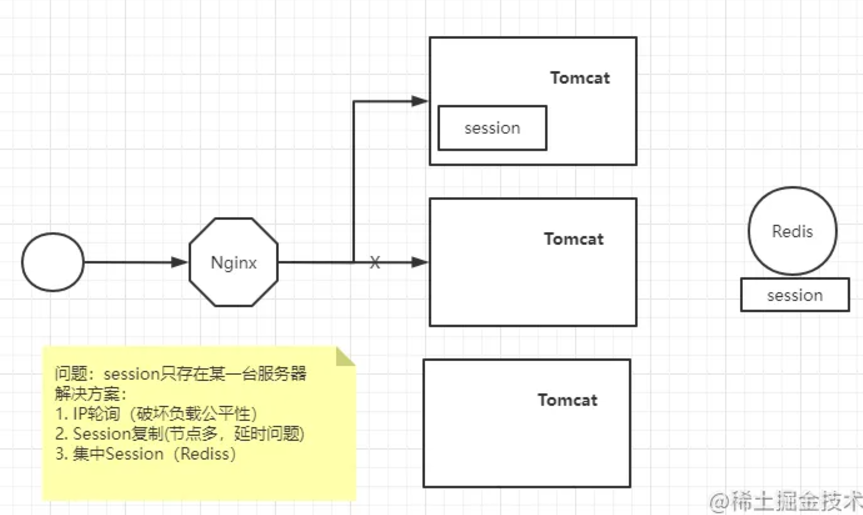 Tomcat
session
Nginx
X
Tomcat
Redis
session
Tomcat
问题：session只存在某一台服务器
解决方案：
1. IP轮询（破坏负载公平性）
2. Session复制(节点多，延时问题)
3. 集中Session（Rediss）
@稀土掘金技术